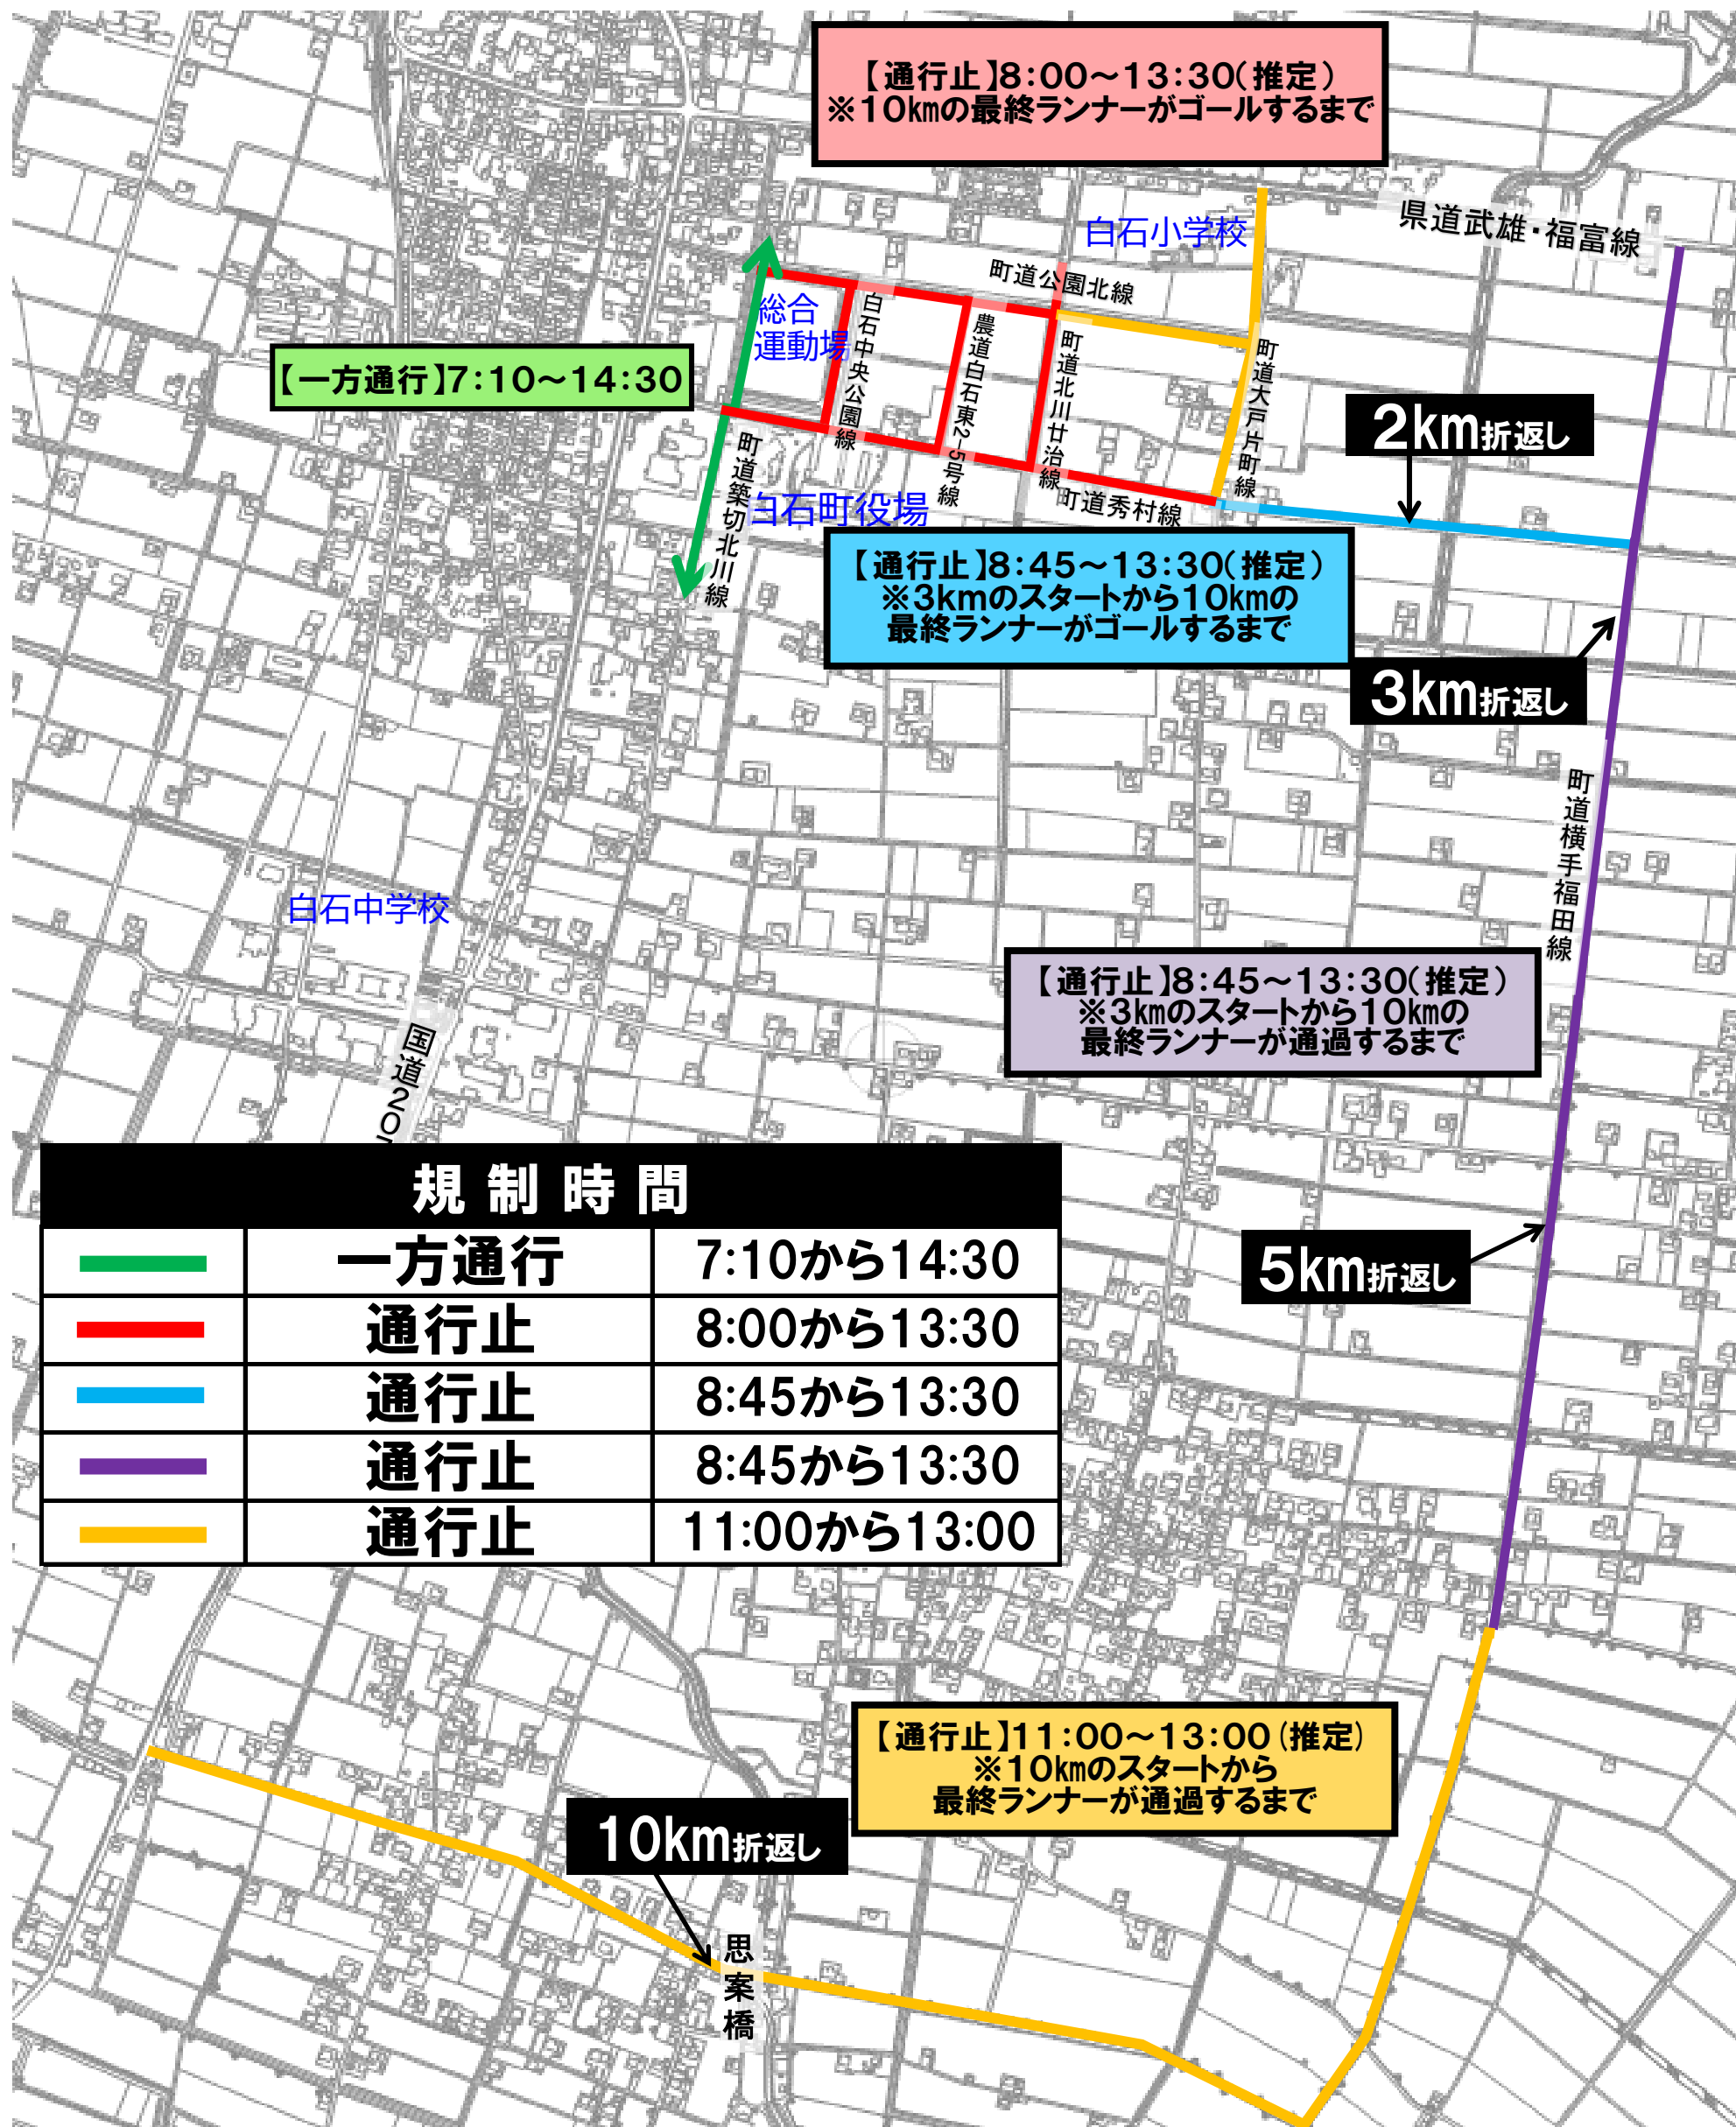 【通行止】8:00～13:30(推定)
※10㎞の最終ランナーがゴールするまで
県道武雄・福富線
白石小学校
町道公園北線
総合
運動場
白石中央公園線
農道白石東2-5号線
町道北川廿治線
町道大戸片町線
【一方通行】7:10～14:30
2km折返し
町道築切北川線
町道秀村線
白石町役場
【通行止】8:45～13:30(推定)
※3kmのスタートから10㎞の
最終ランナーがゴールするまで
3km折返し
町道横手福田線
白石中学校
【通行止】8:45～13:30(推定)
※3㎞のスタートから10㎞の
最終ランナーが通過するまで
国道20
規制時間
一方通行 7:10から14:30
通行止 8:00から13:30
通行止 8:45から13:30
通行止 8:45から13:30
通行止 11:00から13:00
5km折返し
【通行止】11:00～13:00(推定)
※10㎞のスタートから
最終ランナーが通過するまで
10km折返し
思案橋